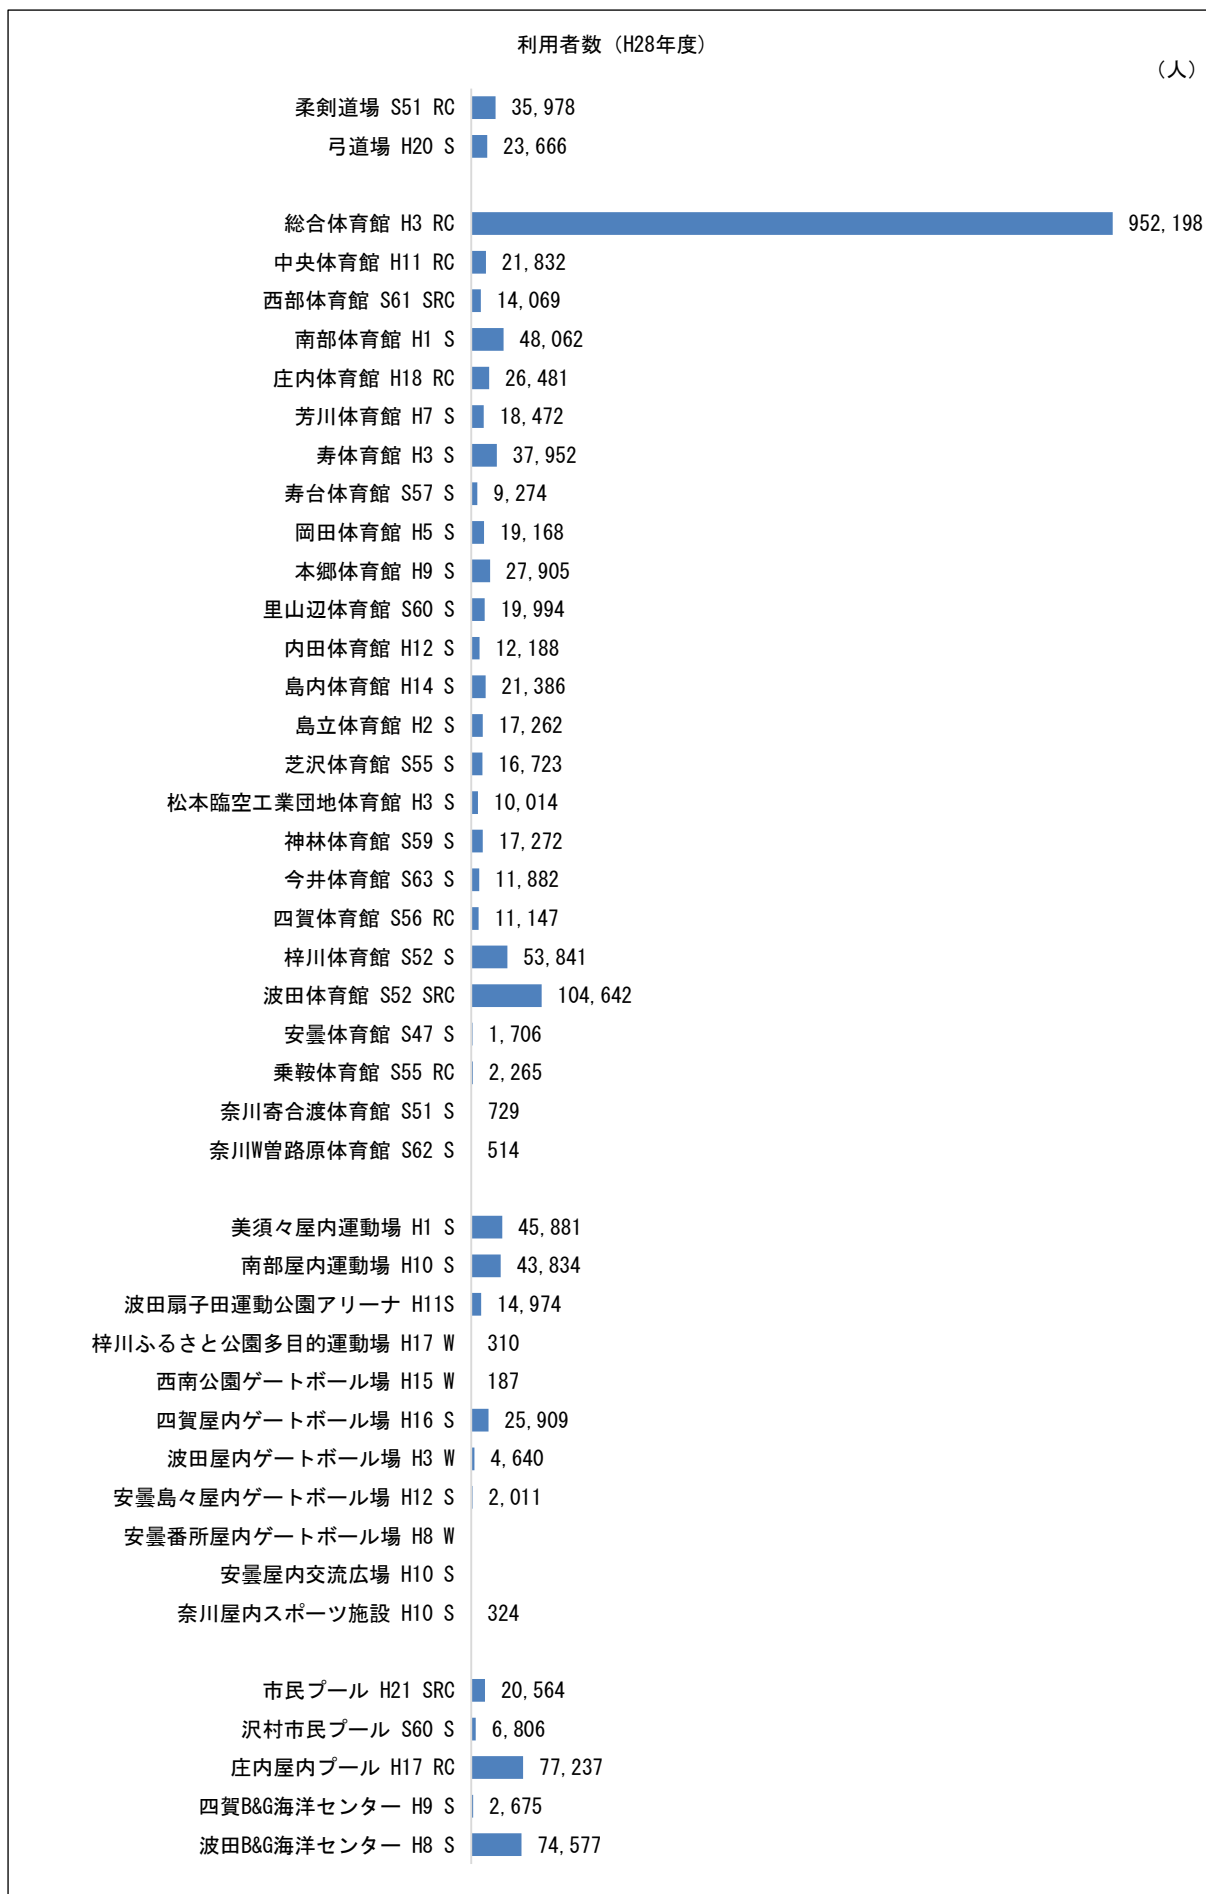 利用者数（H28年度）
（人）
柔剣道場 S51 RC 35,978
弓道場 H20 S 23,666
総合体育館 H3 RC 952,198
中央体育館 H11 RC 21,832
西部体育館 S61 SRC 14,069
南部体育館 H1 S 48,062
庄内体育館 H18 RC 26,481
芳川体育館 H7 S 18,472
寿体育館 H3 S 37,952
寿台体育館 S57 S 9,274
岡田体育館 H5 S 19,168
本郷体育館 H9 S 27,905
里山辺体育館 S60 S 19,994
内田体育館 H12 S 12,188
島内体育館 H14 S 21,386
島立体育館 H2 S 17,262
芝沢体育館 S55 S 16,723
松本臨空工業団地体育館 H3 S 10,014
神林体育館 S59 S 17,272
今井体育館 S63 S 11,882
四賀体育館 S56 RC 11,147
梓川体育館 S52 S 53,841
波田体育館 S52 SRC 104,642
安曇体育館 S47 S 1,706
乗鞍体育館 S55 RC 2,265
奈川寄合渡体育館 S51 S 729
奈川W曽路原体育館 S62 S 514
美須々屋内運動場 H1 S 45,881
南部屋内運動場 H10 S 43,834
波田扇子田運動公園アリーナ H11S 14,974
梓川ふるさと公園多目的運動場 H17 W 310
西南公園ゲートボール場 H15 W 187
四賀屋内ゲートボール場 H16 S 25,909
波田屋内ゲートボール場 H3 W 4,640
安曇島々屋内ゲートボール場 H12 S 2,011
安曇番所屋内ゲートボール場 H8 W
安曇屋内交流広場 H10 S
奈川屋内スポーツ施設 H10 S 324
市民プール H21 SRC 20,564
沢村市民プール S60 S 6,806
庄内屋内プール H17 RC 77,237
四賀B&G海洋センター H9 S 2,675
波田B&G海洋センター H8 S 74,577